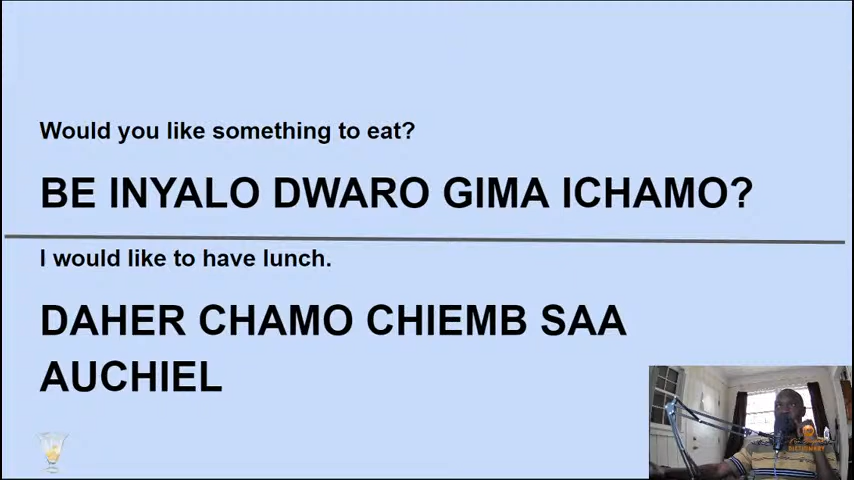 Would you like something to eat?
BE INYALO DWARO GIMA ICHAMO?
I would like to have lunch.
DAHER CHAMO CHIEMB SAA
AUCHIEL
DICTIONARY